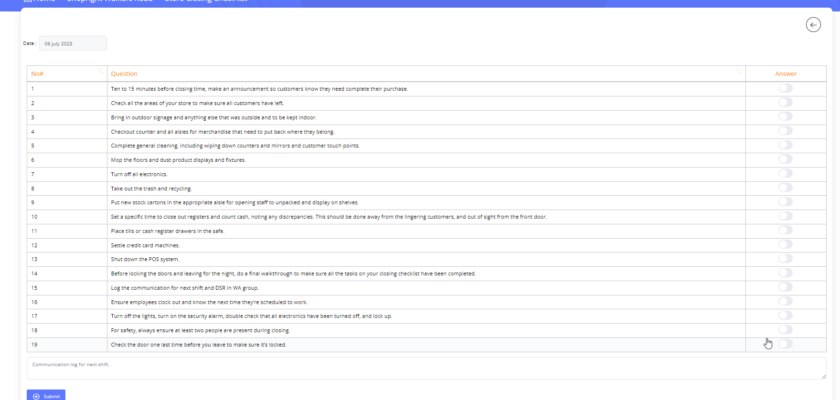 Date :
06 July 2023
No# Question Answer
1 Ten to 15 minutes before closing time, make an announcement so customers know they need complete their purchase.
2 Check all the areas of your store to make sure all customers have left.
3 Bring in outdoor signage and anything else that was outside and to be kept indoor.
4 Checkout counter and all aisles for merchandise that need to put back where they belong.
5 Complete general cleaning, including wiping down counters and mirrors and customer touch points.
6 Mop the floors and dust product displays and fixtures.
7 Turn off all electronics.
8 Take out the trash and recycling.
9 Put new stock cartons in the appropriate aisle for opening staff to unpacked and display on shelves.
10 Set a specific time to close out registers and count cash, noting any discrepancies. This should be done away from the lingering customers, and out of sight from the front door.
11 Place tills or cash register drawers in the safe.
12 Settle credit card machines.
13 Shut down the POS system.
14 Before locking the doors and leaving for the night, do a final walkthrough to make sure all the tasks on your closing checklist have been completed.
15 Log the communication for next shift and DSR in WA group.
16 Ensure employees clock out and know the next time they're scheduled to work.
17 Turn off the lights, turn on the security alarm, double check that all electronics have been turned off, and lock up.
18 For safety, always ensure at least two people are present during closing.
19 Check the door one last time before you leave to make sure it's locked.
Communication log for next shift
Submit